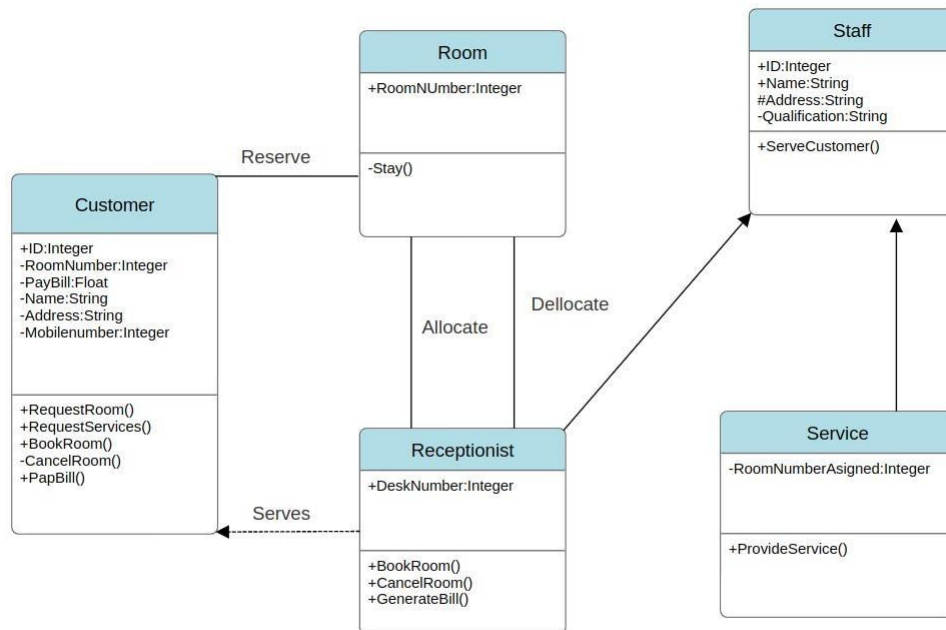 Room
+RoomNUmber:Integer
-Stay()
Staff
+ID:Integer
+Name:String
#Address:String
-Qualification:String
+ServeCustomer()
Reserve
Customer
+ID:Integer
-RoomNumber:Integer
-PayBill:Float
-Name:String
-Address:String
-Mobilenumber:Integer
+RequestRoom()
+RequestServices()
+BookRoom()
-CancelRoom()
+PapBill()
Allocate
Dellocate
Serves
Receptionist
+DeskNumber:Integer
+BookRoom()
+CancelRoom()
+GenerateBill()
Service
-RoomNumberAsigned:Integer
+ProvideService()